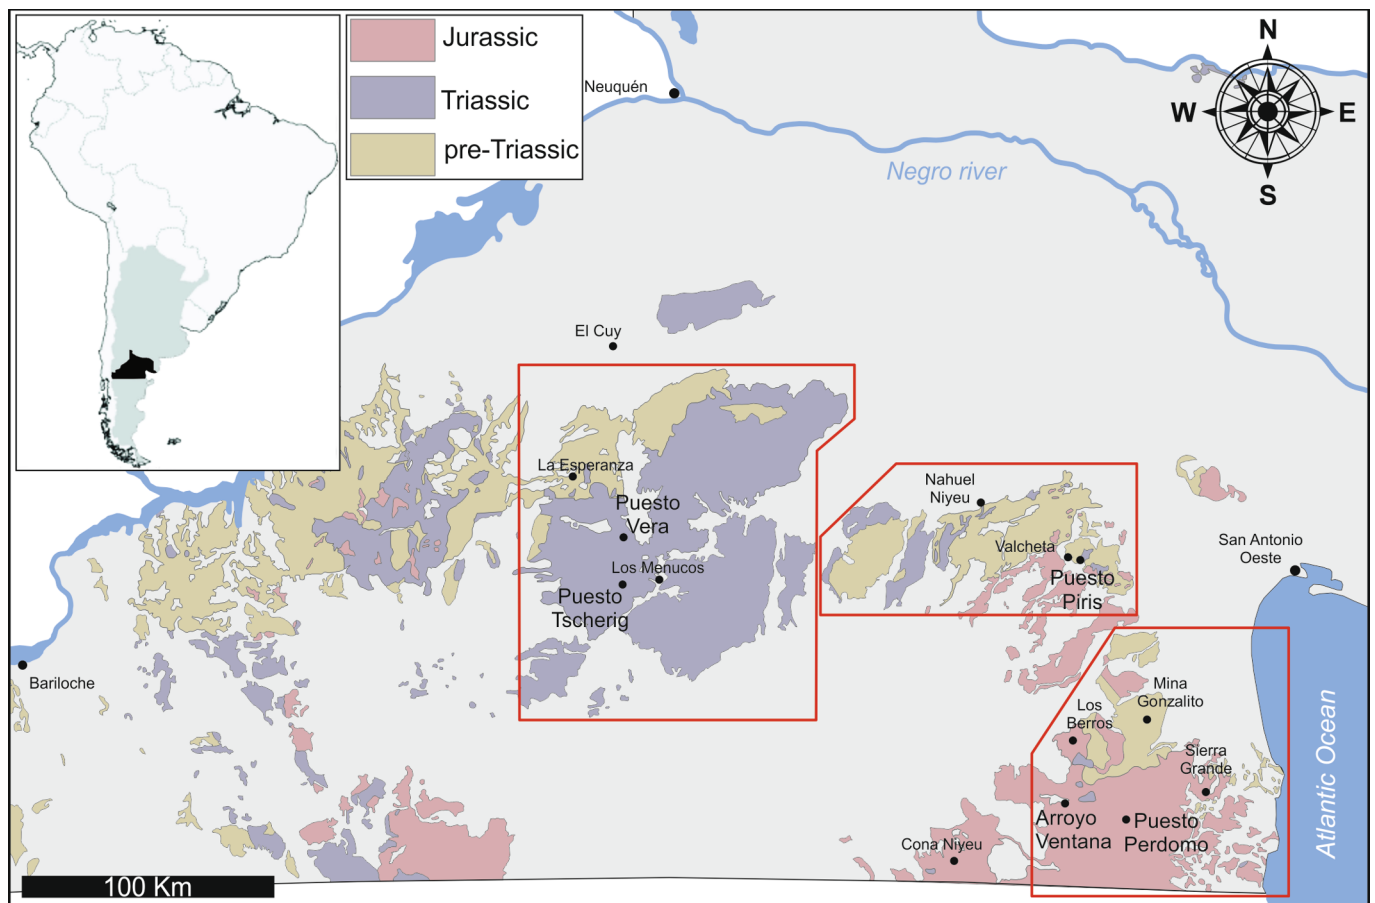 Jurassic
Triassic
pre-Triassic
N
W
E
S
Neuquén
Negro river
El Cuy
La Esperanza
Puesto
Vera
Los Menucos
Puesto
Tscherig
Nahuel
Niyeu
Valcheta
Puesto
Piris
San Antonio
Oeste
Bariloche
Mina
Gonzalito
Los
Berros
Sierra
Grande
Arroyo
Ventana
Puesto
Perdomo
Cona Niyeu
Atlantic Ocean
100 Km